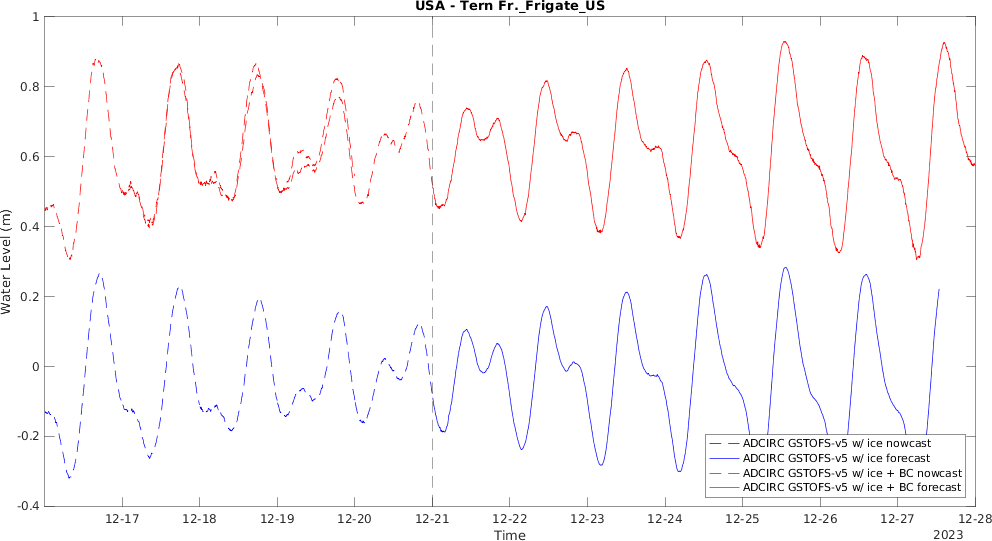 USA - Tern Fr._Frigate_US
Water Level (m)
1
0.8
0.6
0.4
0.2
0
-0.2
-0.4
ADCIRC GSTOFS-v5 w/ ice nowcast
ADCIRC GSTOFS-v5 w/ ice forecast
ADCIRC GSTOFS-v5 w/ ice + BC nowcast
ADCIRC GSTOFS-v5 w/ ice + BC forecast
12-17 12-18 12-19 12-20 12-21 12-22 12-23 12-24 12-25 12-26 12-27 12-28
Time
2023